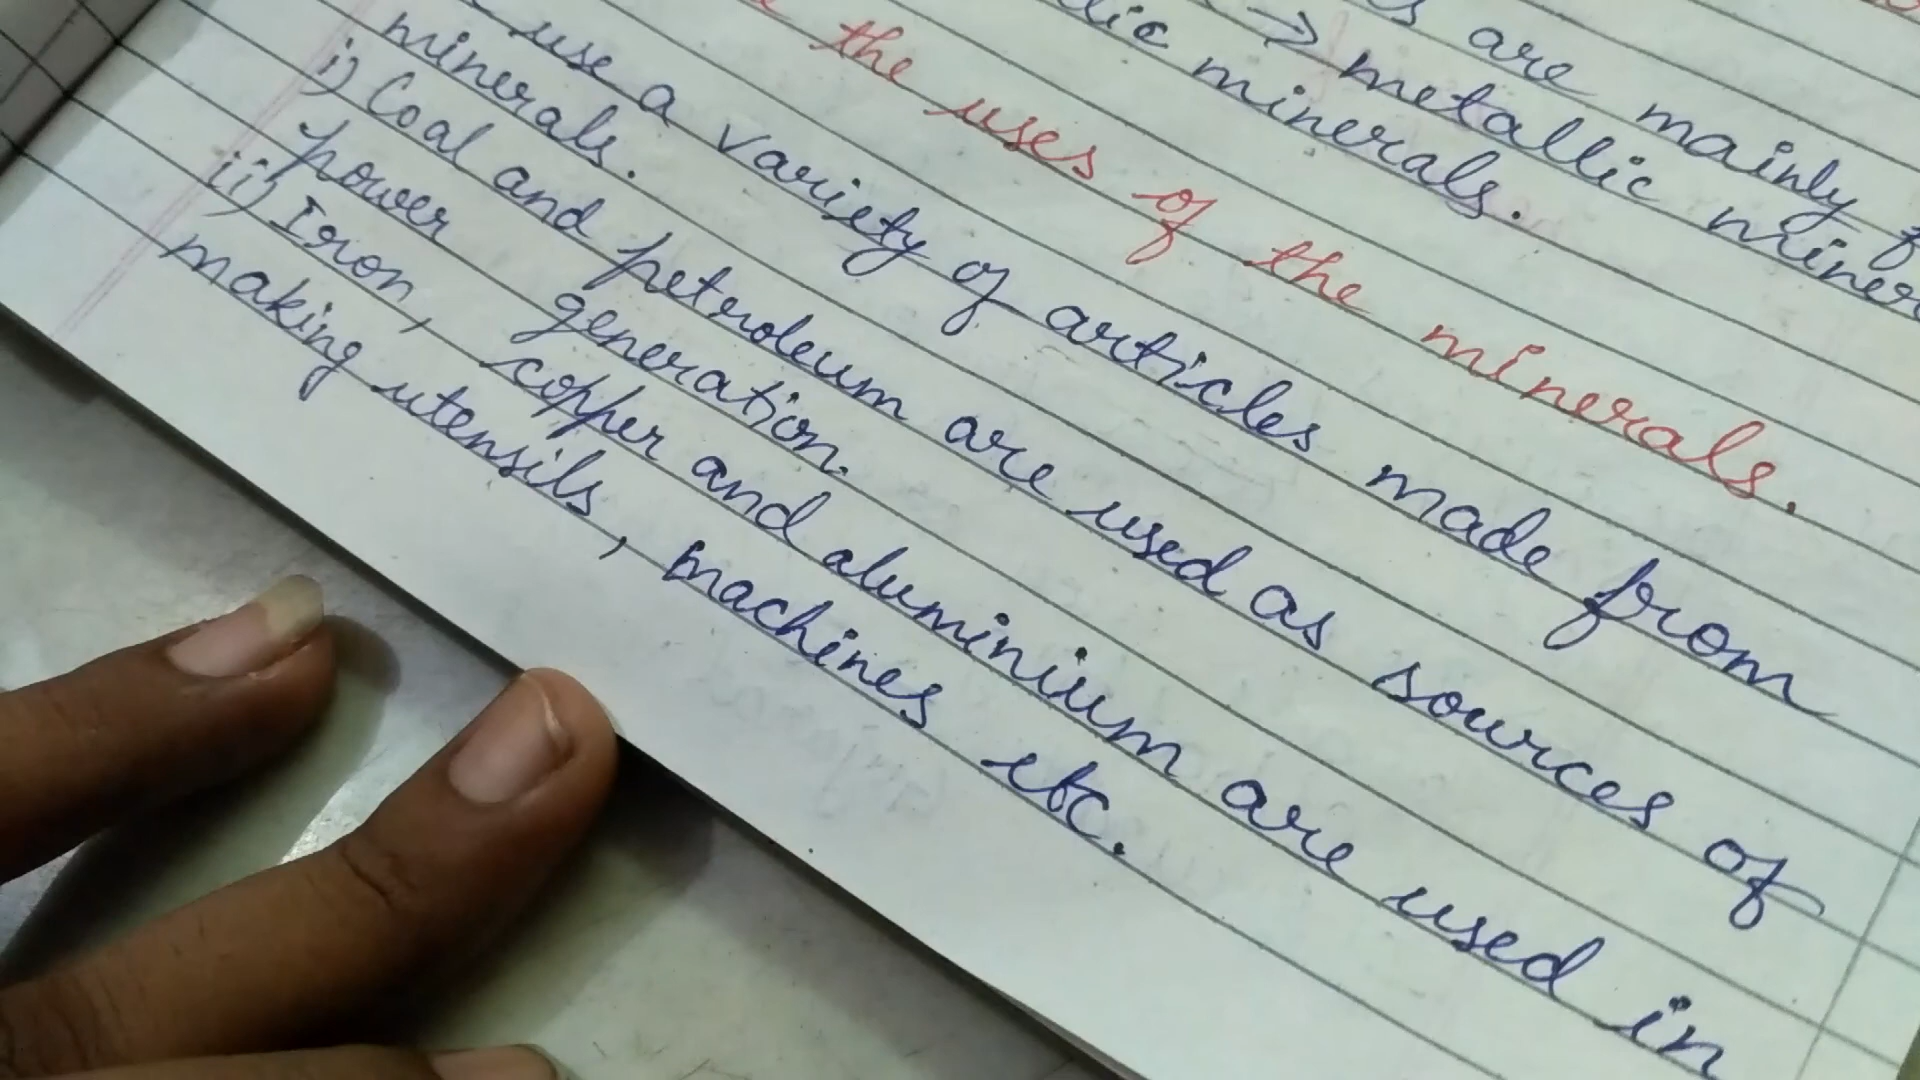 are mainly
→ metallic
minerals.
the uses of the minerals.
use a variety of articles made from
minerals.
i) Coal and petroleum are used as sources of
power generation.
ii) Iron, copper and aluminium are used in
making utensils, machines etc.